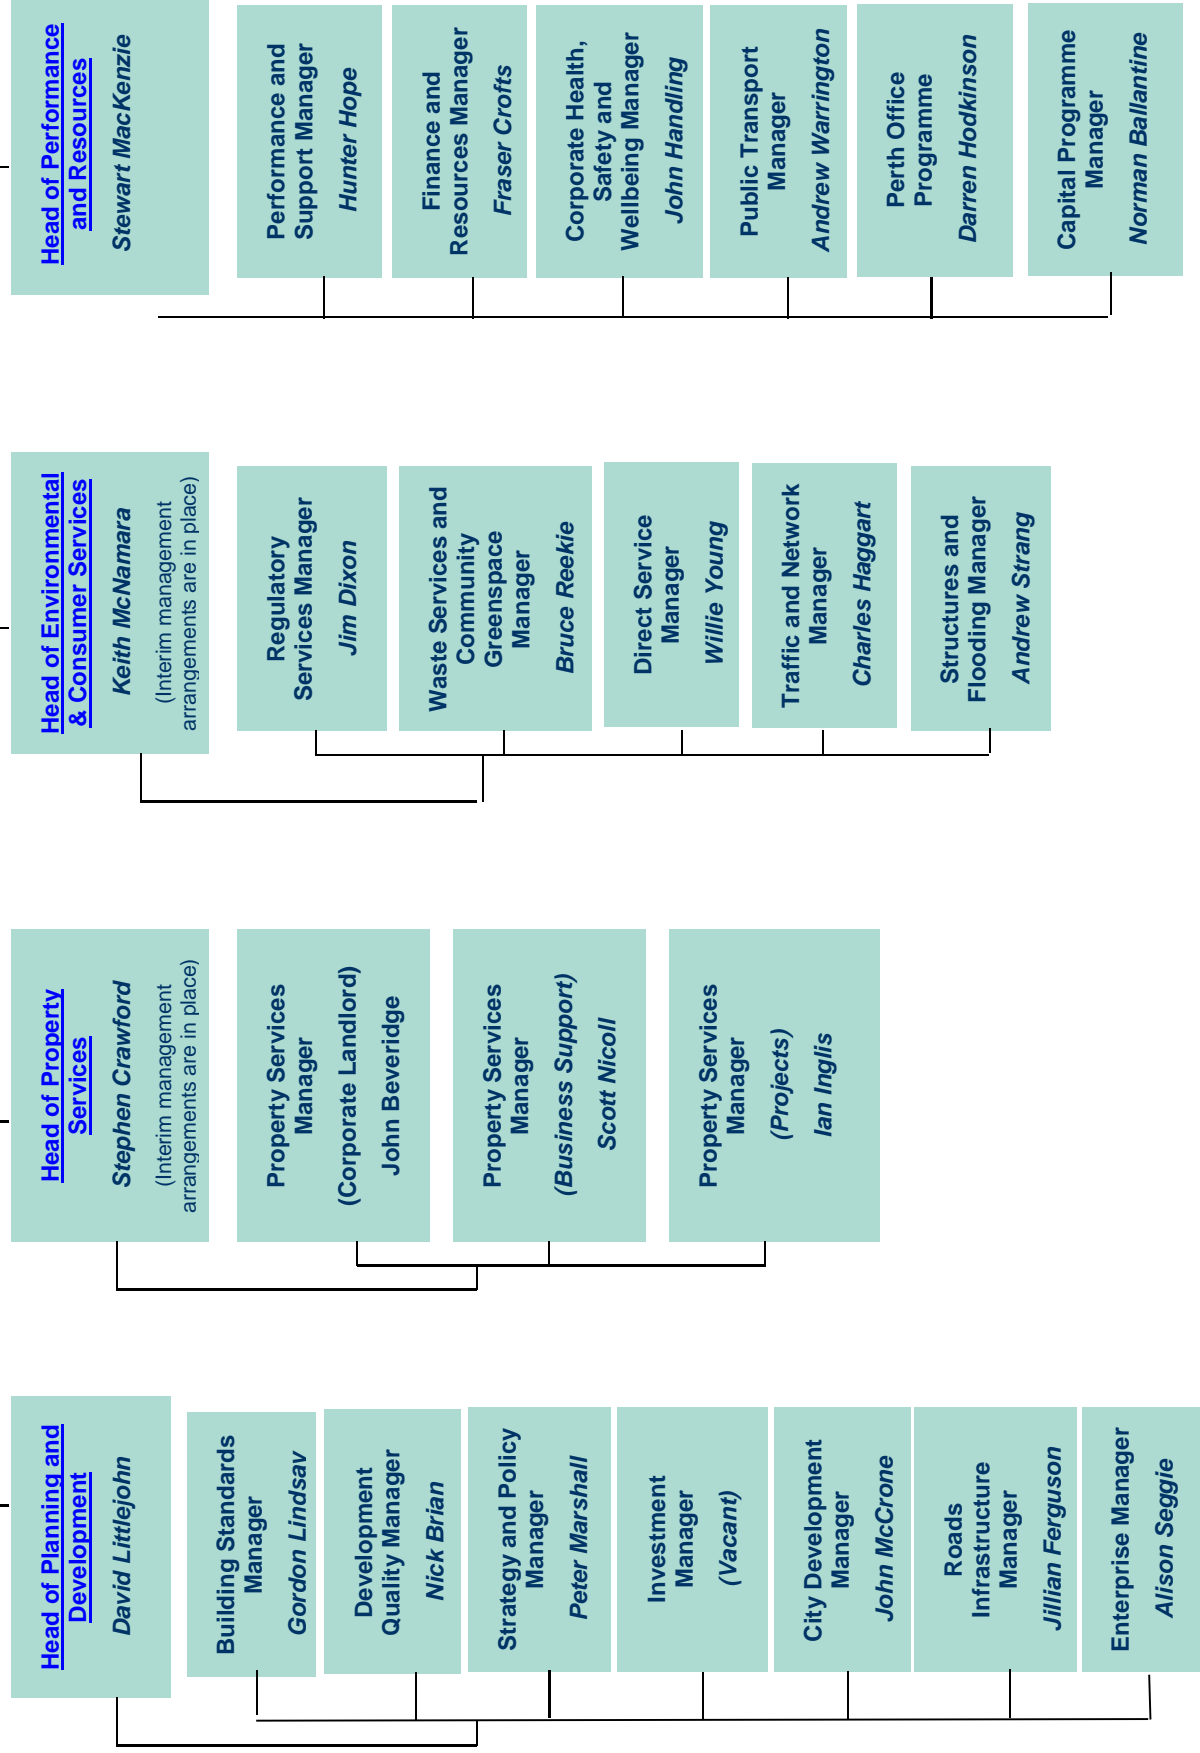 Head of Planning and
Development
David Littlejohn
Building Standards
Manager
Gordon Lindsav
Development
Quality Manager
Nick Brian
Strategy and Policy
Manager
Peter Marshall
Investment
Manager
(Vacant)
City Development
Manager
John McCrone
Roads
Infrastructure
Manager
Jillian Ferguson
Enterprise Manager
Alison Seggie
Head of Property
Services
Stephen Crawford
(Interim management
arrangements are in place)
Property Services
Manager
(Corporate Landlord)
John Beveridge
Property Services
Manager
(Business Support)
Scott Nicoll
Property Services
Manager
(Projects)
Ian Inglis
Head of Environmental
& Consumer Services
Keith McNamara
(Interim management
arrangements are in place)
Regulatory
Services Manager
Jim Dixon
Waste Services and
Community
Greenspace
Manager
Bruce Reekie
Direct Service
Manager
Willie Young
Traffic and Network
Manager
Charles Haggart
Structures and
Flooding Manager
Andrew Strang
Head of Performance
and Resources
Stewart MacKenzie
Performance and
Support Manager
Hunter Hope
Finance and
Resources Manager
Fraser Crofts
Corporate Health,
Safety and
Wellbeing Manager
John Handling
Public Transport
Manager
Andrew Warrington
Perth Office
Programme
Darren Hodkinson
Capital Programme
Manager
Norman Ballantine